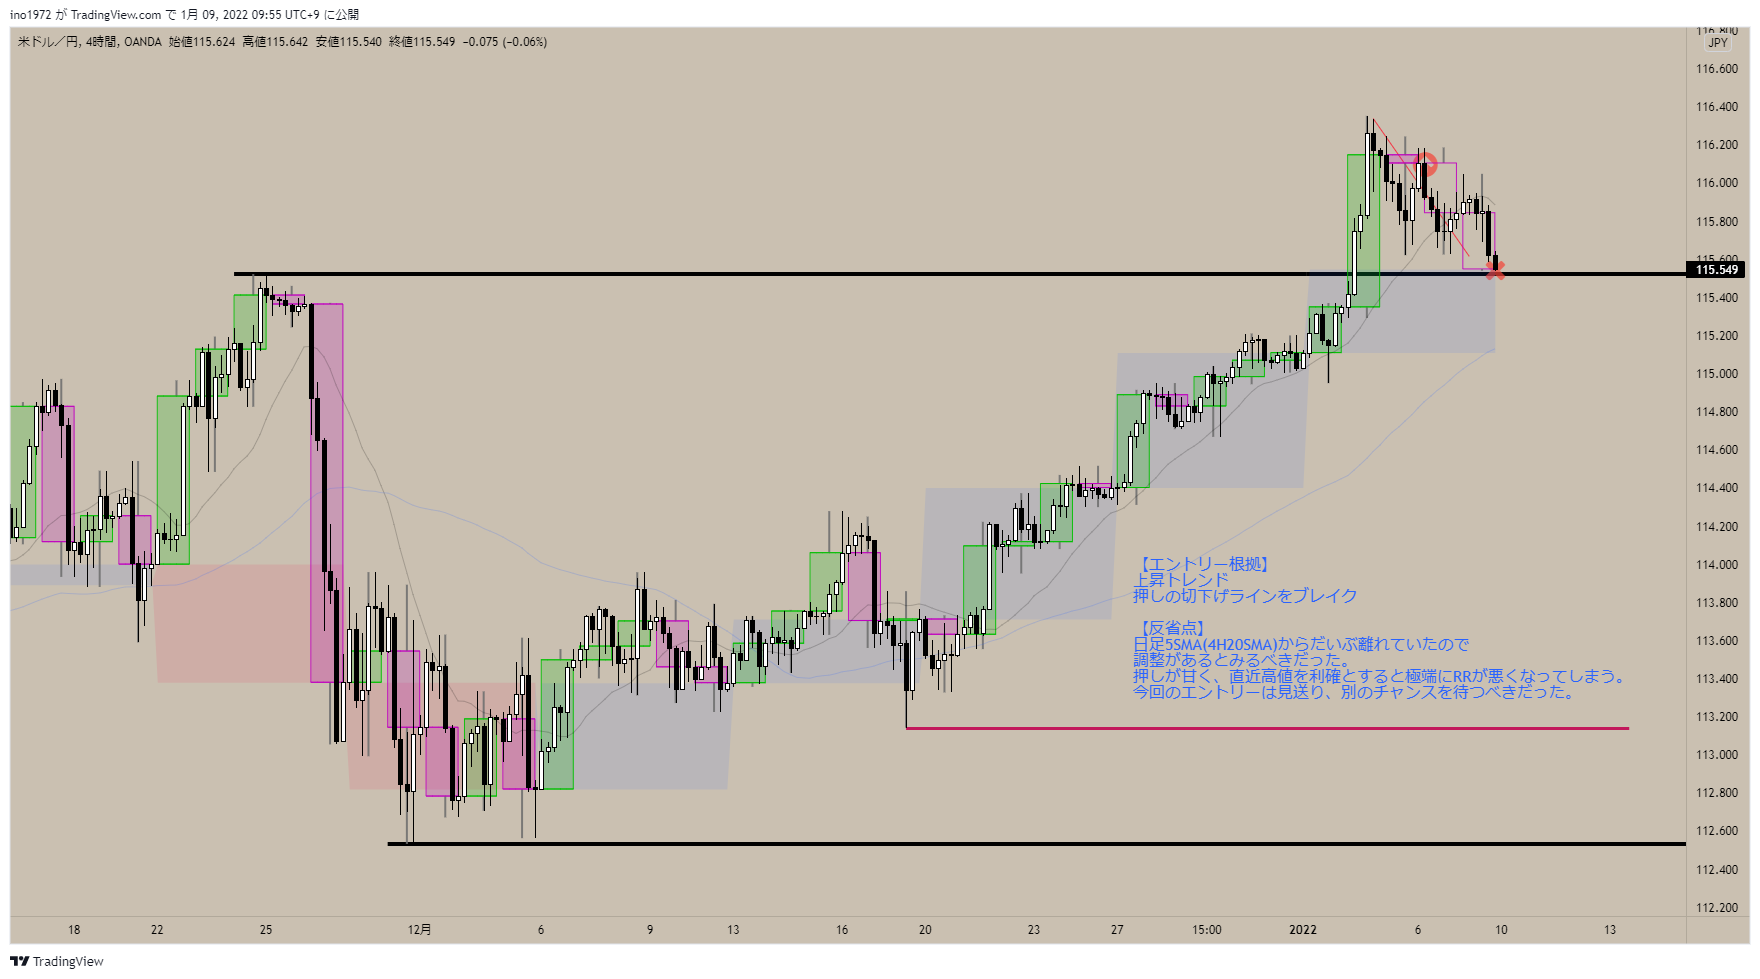 ino1972 が TradingView.com で 1月 09, 2022 09:55 UTC+9 に公開
米ドル／円, 4時間, OANDA 始値115.624 高値115.642 安値115.540 終値115.549 −0.075 (−0.06%)
116.800
JPY
116.600
116.400
116.200
116.000
115.800
115.600
115.549
115.400
115.200
115.000
114.800
114.600
114.400
114.200
114.000
113.800
113.600
113.400
113.200
113.000
112.800
112.600
112.400
112.200
【エントリー根拠】
上昇トレンド
押しの切下げラインをブレイク
【反省点】
日足5SMA(4H20SMA)からだいぶ離れていたので
調整があるとみるべきだった。
押しが甘く、直近高値を利確とすると極端にRRが悪くなってしまう。
今回のエントリーは見送り、別のチャンスを待つべきだった。
18 22 25 12月 6 9 13 16 20 23 27 15:00 2022 6 10 13
TradingView